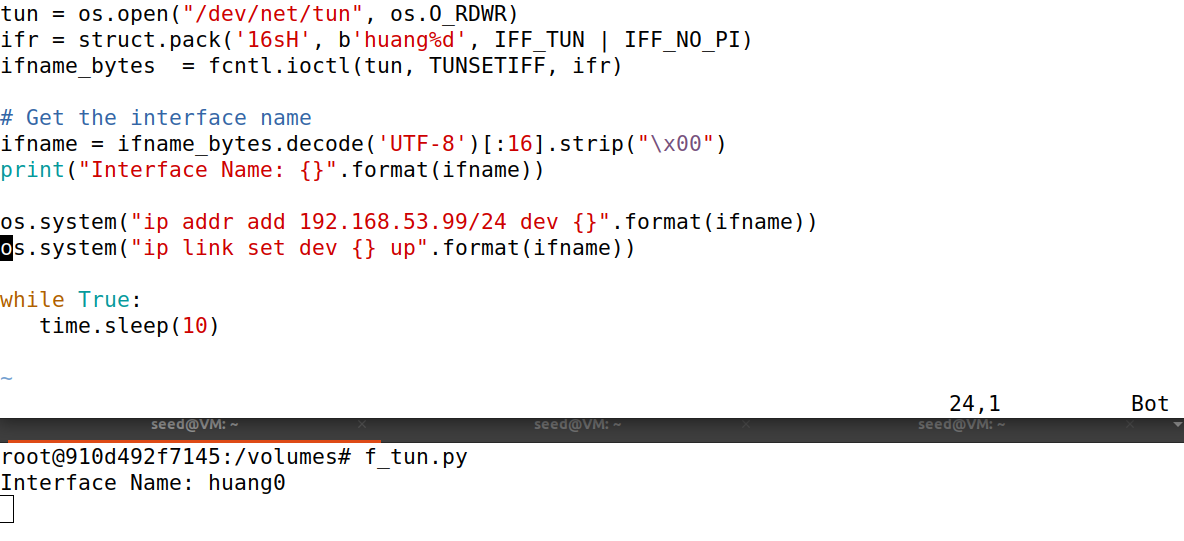 tun = os.open("/dev/net/tun", os.O_RDWR)
ifr = struct.pack('16sH', b'huang%d', IFF_TUN | IFF_NO_PI)
ifname_bytes  = fcntl.ioctl(tun, TUNSETIFF, ifr)
# Get the interface name
ifname = ifname_bytes.decode('UTF-8')[:16].strip("\x00")
print("Interface Name: {}".format(ifname))
os.system("ip addr add 192.168.53.99/24 dev {}".format(ifname))
os.system("ip link set dev {} up".format(ifname))
while True:
   time.sleep(10)
~
24,1 Bot
seed@VM: ~ seed@VM: ~ seed@VM: ~
root@910d492f7145:/volumes# f_tun.py
Interface Name: huang0